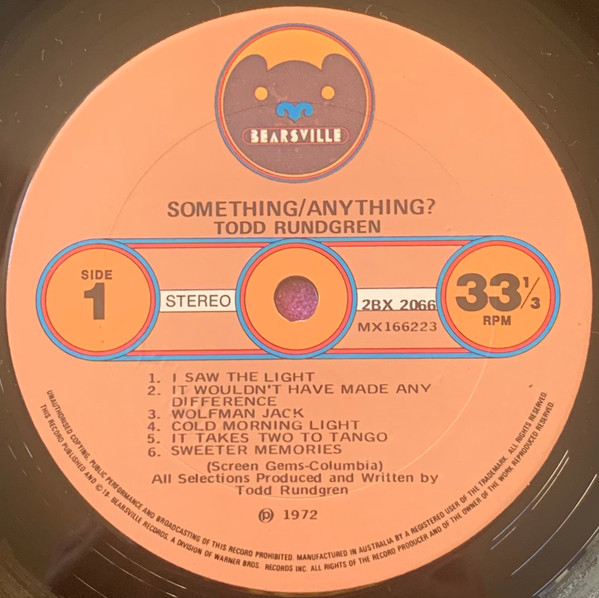 BEARSVILLE
SOMETHING/ANYTHING?
TODD RUNDGREN
SIDE
1
STEREO
2BX 2066
MX166223
33 1/3
RPM
1. I SAW THE LIGHT
2. IT WOULDN'T HAVE MADE ANY
DIFFERENCE
3. WOLFMAN JACK
4. COLD MORNING LIGHT
5. IT TAKES TWO TO TANGO
6. SWEETER MEMORIES
(Screen Gems-Columbia)
All Selections Produced and Written by
Todd Rundgren
℗ 1972
UNAUTHORISED COPYING, PUBLIC PERFORMANCE AND BROADCASTING OF THIS RECORD PROHIBITED. MANUFACTURED IN AUSTRALIA BY A REGISTERED USER OF THE TRADEMARK. ALL RIGHTS RESERVED.
THIS RECORD PUBLISHED AND © BEARSVILLE RECORDS, A DIVISION OF WARNER BROS. RECORDS INC. ALL RIGHTS OF THE RECORD PRODUCER AND OF THE OWNER OF THE WORK REPRODUCED RESERVED.